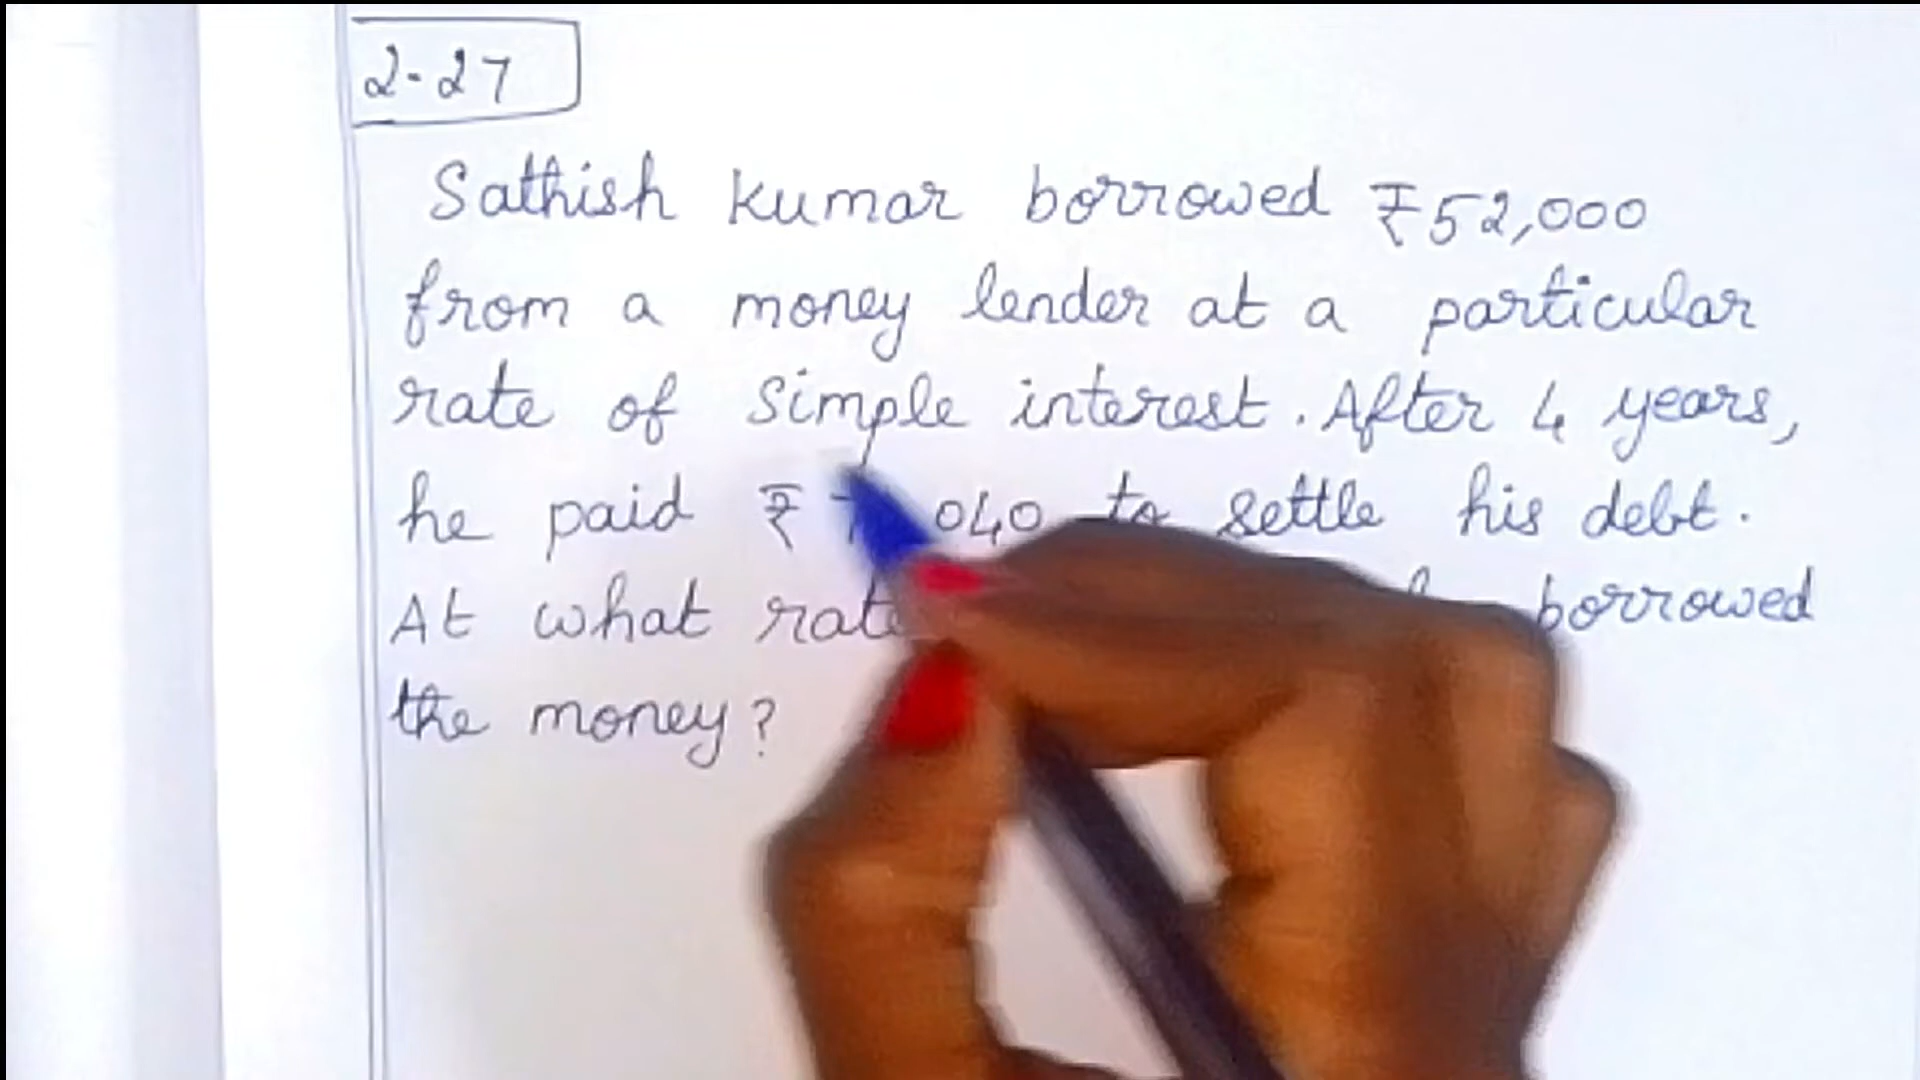 2.27
Sathish kumar borrowed ₹52,000
from a money lender at a particular
rate of simple interest. After 4 years,
he paid ₹ 040 to settle his debt.
At what rate borrowed
the money?